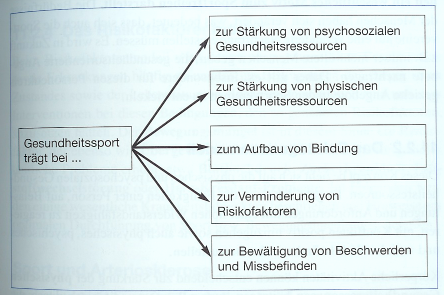 Gesundheitssport
trägt bei ...
zur Stärkung von psychosozialen
Gesundheitsressourcen
zur Stärkung von physischen
Gesundheitsressourcen
zum Aufbau von Bindung
zur Verminderung von
Risikofaktoren
zur Bewältigung von Beschwerden
und Missbefinden